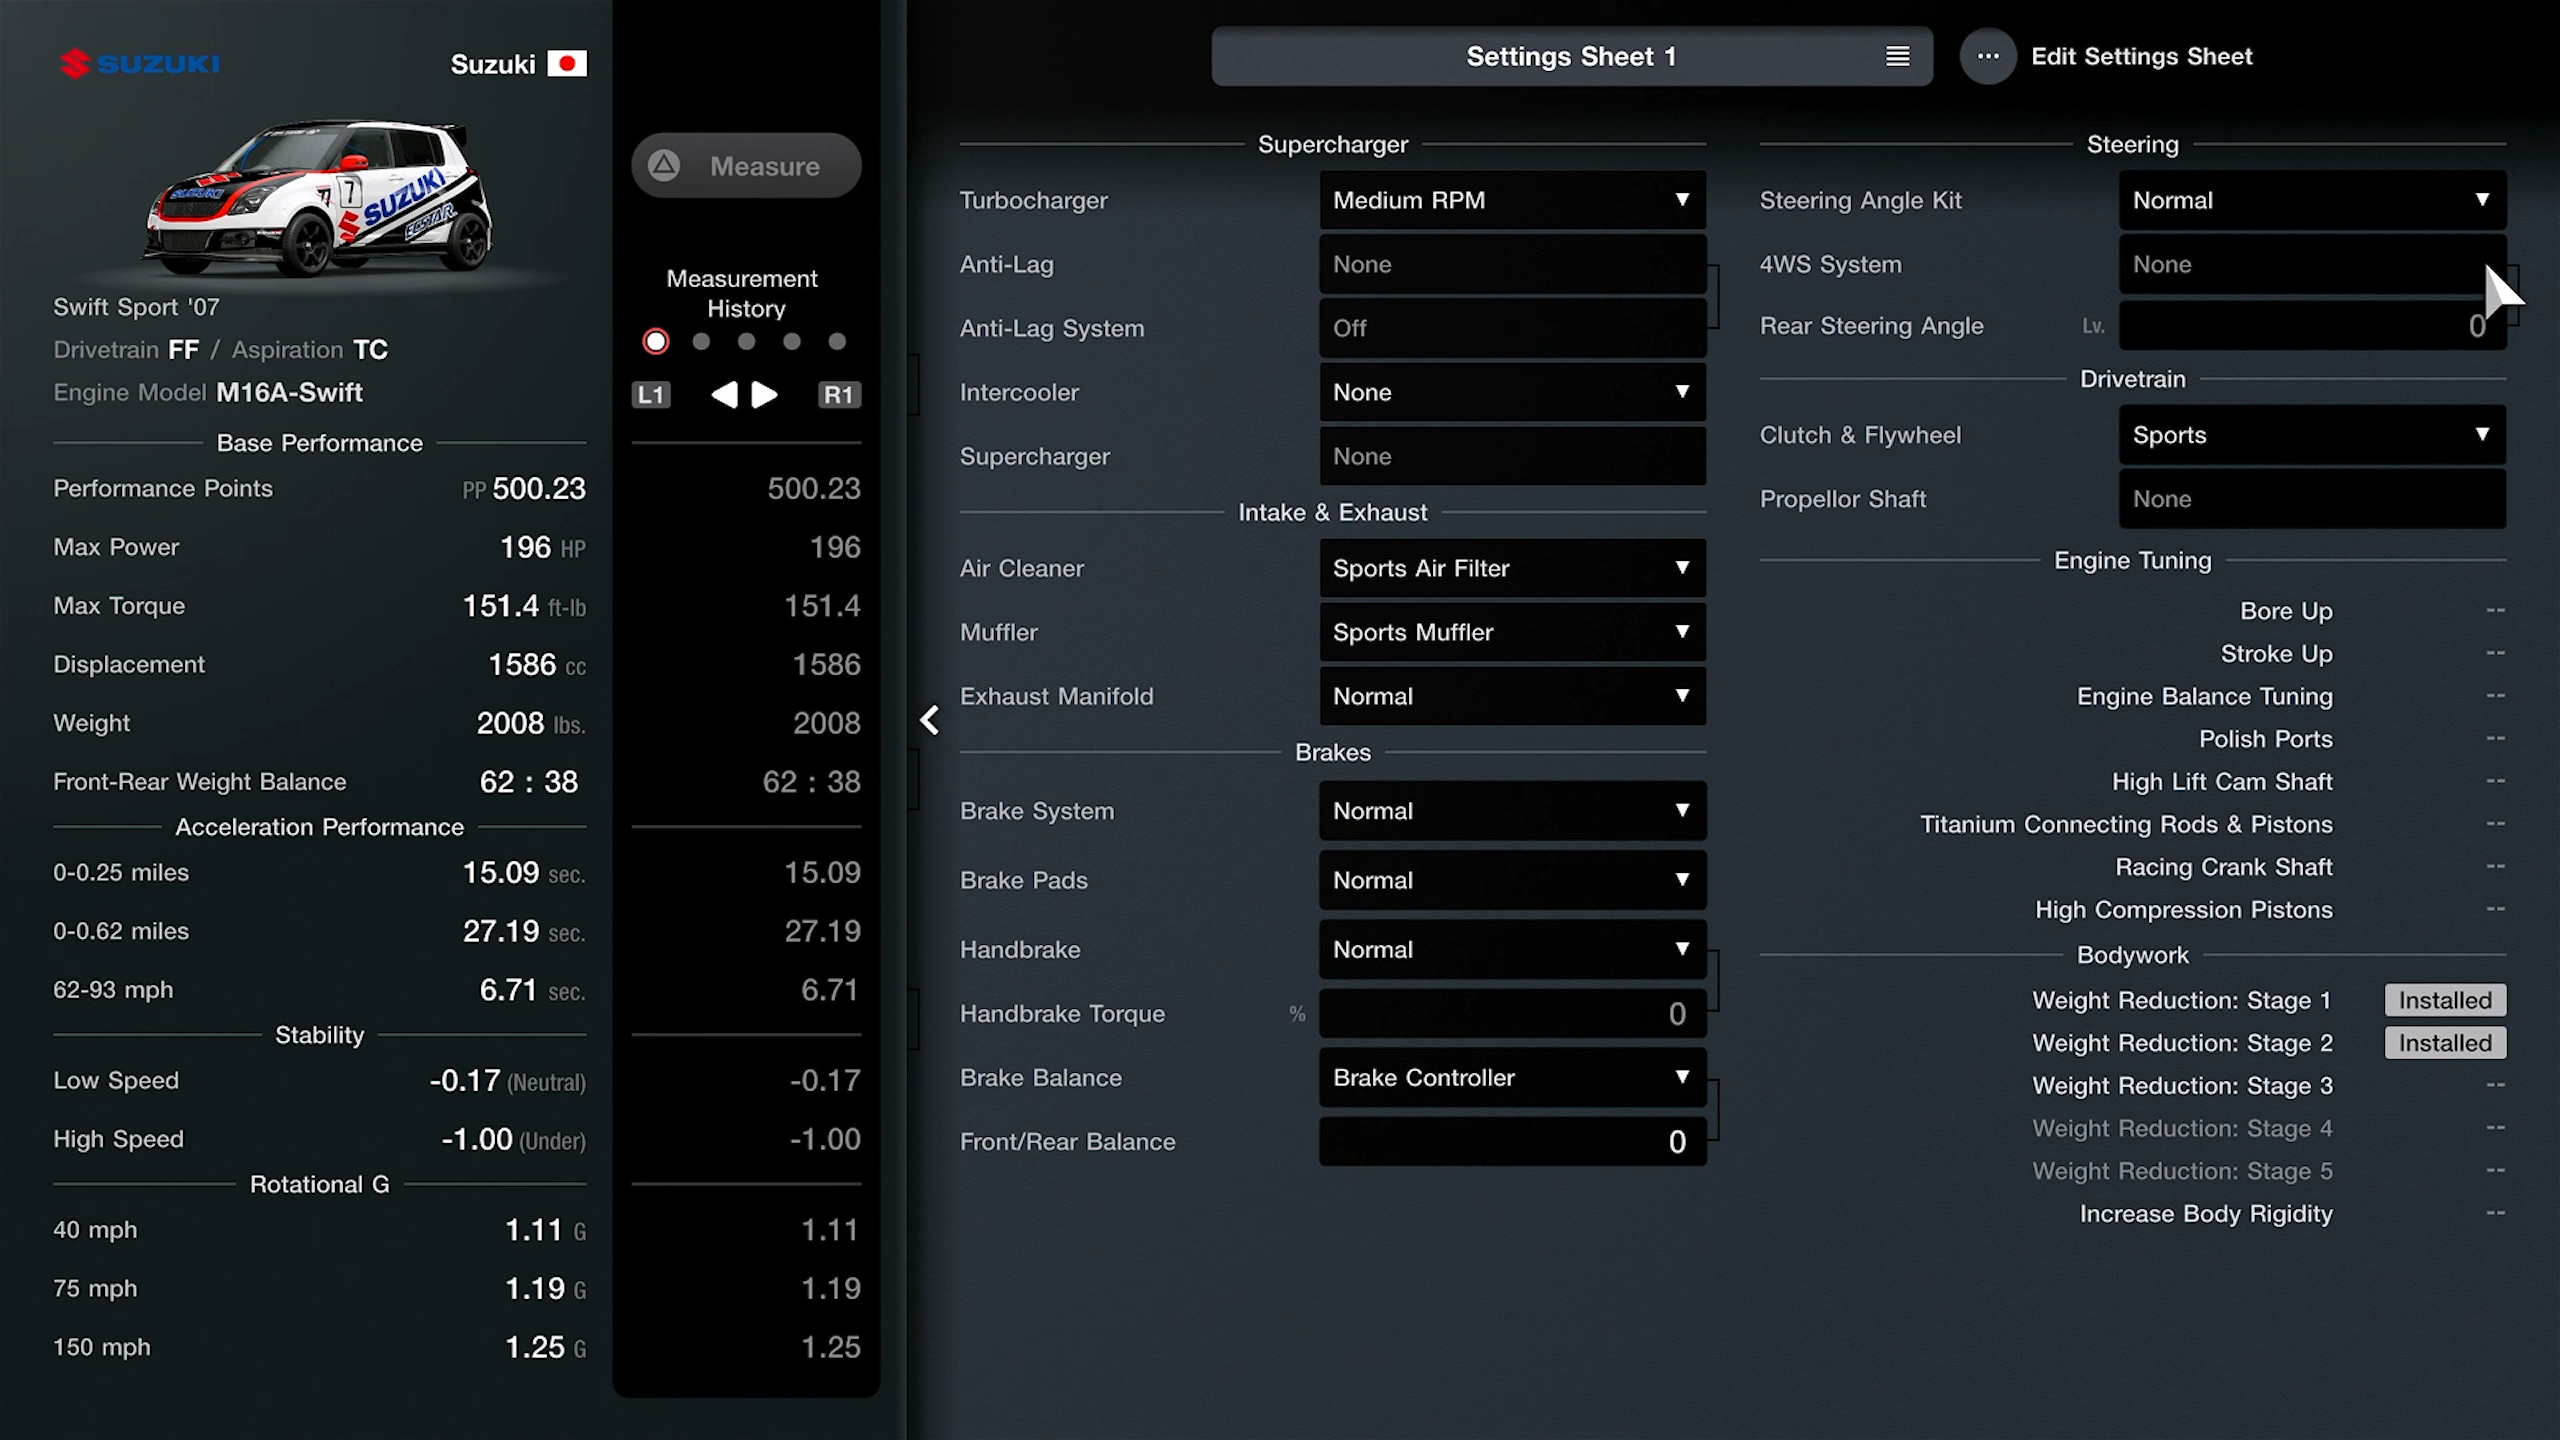 SUZUKI
Suzuki
SUZUKI
7
SUZUKI
ECSTAR
Swift Sport '07
Drivetrain FF / Aspiration TC
Engine Model M16A-Swift
Base Performance
Performance Points PP 500.23
Max Power 196 HP
Max Torque 151.4 ft-lb
Displacement 1586 cc
Weight 2008 lbs.
Front-Rear Weight Balance 62 : 38
Acceleration Performance
0-0.25 miles 15.09 sec.
0-0.62 miles 27.19 sec.
62-93 mph 6.71 sec.
Stability
Low Speed -0.17 (Neutral)
High Speed -1.00 (Under)
Rotational G
40 mph 1.11 G
75 mph 1.19 G
150 mph 1.25 G
Measure
Measurement
History
L1 R1
500.23
196
151.4
1586
2008
62 : 38
15.09
27.19
6.71
-0.17
-1.00
1.11
1.19
1.25
Settings Sheet 1
Edit Settings Sheet
Supercharger
Turbocharger Medium RPM
Anti-Lag None
Anti-Lag System Off
Intercooler None
Supercharger None
Intake & Exhaust
Air Cleaner Sports Air Filter
Muffler Sports Muffler
Exhaust Manifold Normal
Brakes
Brake System Normal
Brake Pads Normal
Handbrake Normal
Handbrake Torque % 0
Brake Balance Brake Controller
Front/Rear Balance 0
Steering
Steering Angle Kit Normal
4WS System None
Rear Steering Angle Lv. 0
Drivetrain
Clutch & Flywheel Sports
Propellor Shaft None
Engine Tuning
Bore Up --
Stroke Up --
Engine Balance Tuning --
Polish Ports --
High Lift Cam Shaft --
Titanium Connecting Rods & Pistons --
Racing Crank Shaft --
High Compression Pistons --
Bodywork
Weight Reduction: Stage 1 Installed
Weight Reduction: Stage 2 Installed
Weight Reduction: Stage 3 --
Weight Reduction: Stage 4 --
Weight Reduction: Stage 5 --
Increase Body Rigidity --